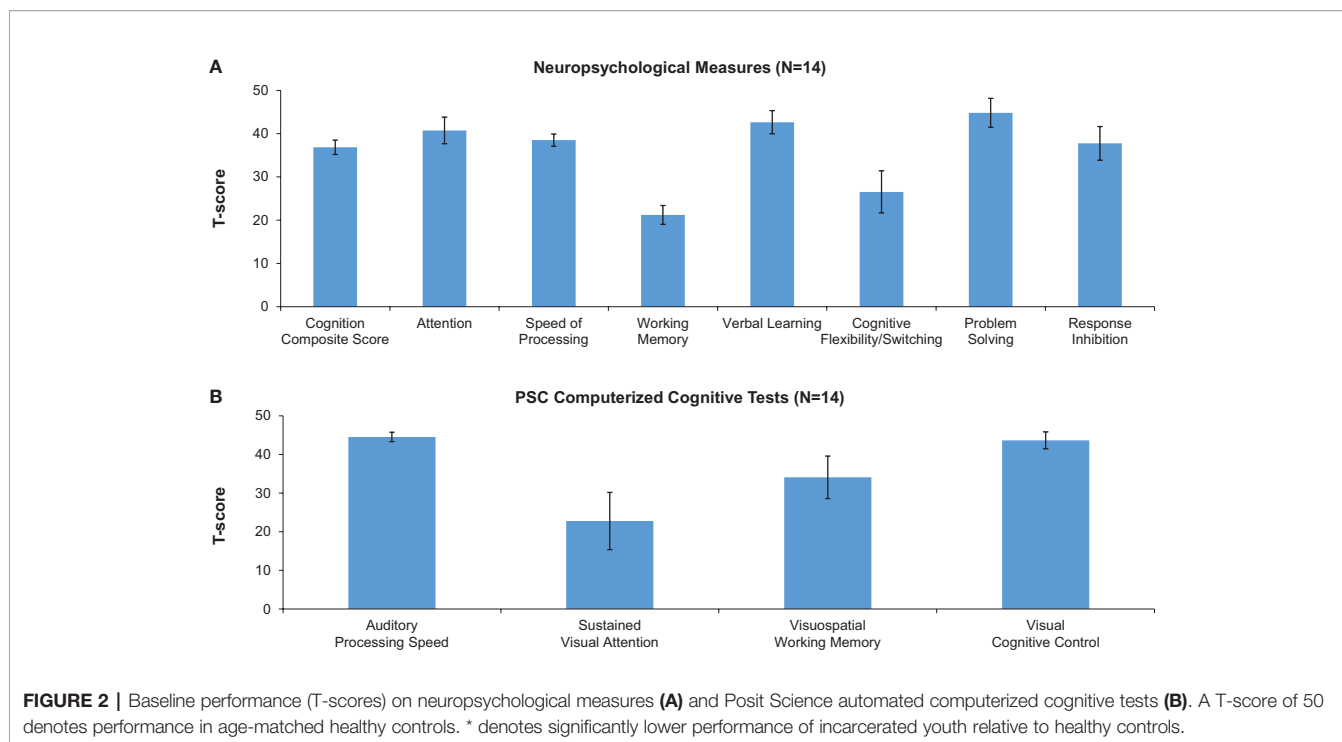 A
Neuropsychological Measures (N=14)
T-score
50
40
30
20
10
0
Cognition
Composite Score
Attention
Speed of
Processing
Working
Memory
Verbal Learning
Cognitive
Flexibility/Switching
Problem
Solving
Response
Inhibition
B
PSC Computerized Cognitive Tests (N=14)
T-score
50
40
30
20
10
0
Auditory
Processing Speed
Sustained
Visual Attention
Visuospatial
Working Memory
Visual
Cognitive Control
FIGURE 2 | Baseline performance (T-scores) on neuropsychological measures (A) and Posit Science automated computerized cognitive tests (B). A T-score of 50
denotes performance in age-matched healthy controls. * denotes significantly lower performance of incarcerated youth relative to healthy controls.